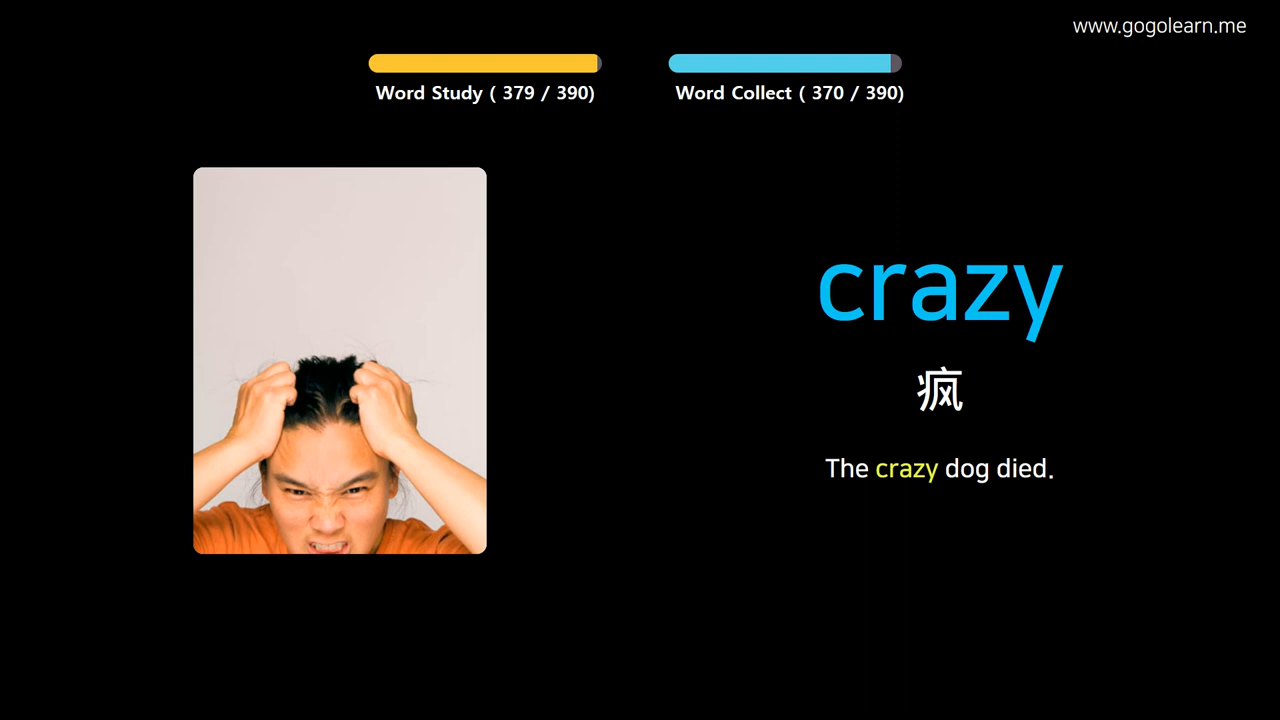 www.gogolearn.me
Word Study ( 379 / 390)
Word Collect ( 370 / 390)
crazy
疯
The crazy dog died.